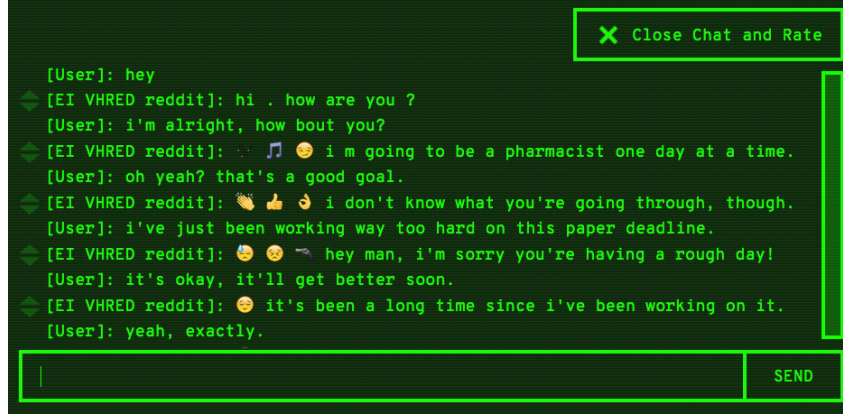 Close Chat and Rate
[User]: hey
[EI VHRED reddit]: hi . how are you ?
[User]: i'm alright, how bout you?
[EI VHRED reddit]: 🎵 😏 i m going to be a pharmacist one day at a time.
[User]: oh yeah? that's a good goal.
[EI VHRED reddit]: 👏 👍 👌 i don't know what you're going through, though.
[User]: i've just been working way too hard on this paper deadline.
[EI VHRED reddit]: 😓 😣 🔫 hey man, i'm sorry you're having a rough day!
[User]: it's okay, it'll get better soon.
[EI VHRED reddit]: 😌 it's been a long time since i've been working on it.
[User]: yeah, exactly.
SEND